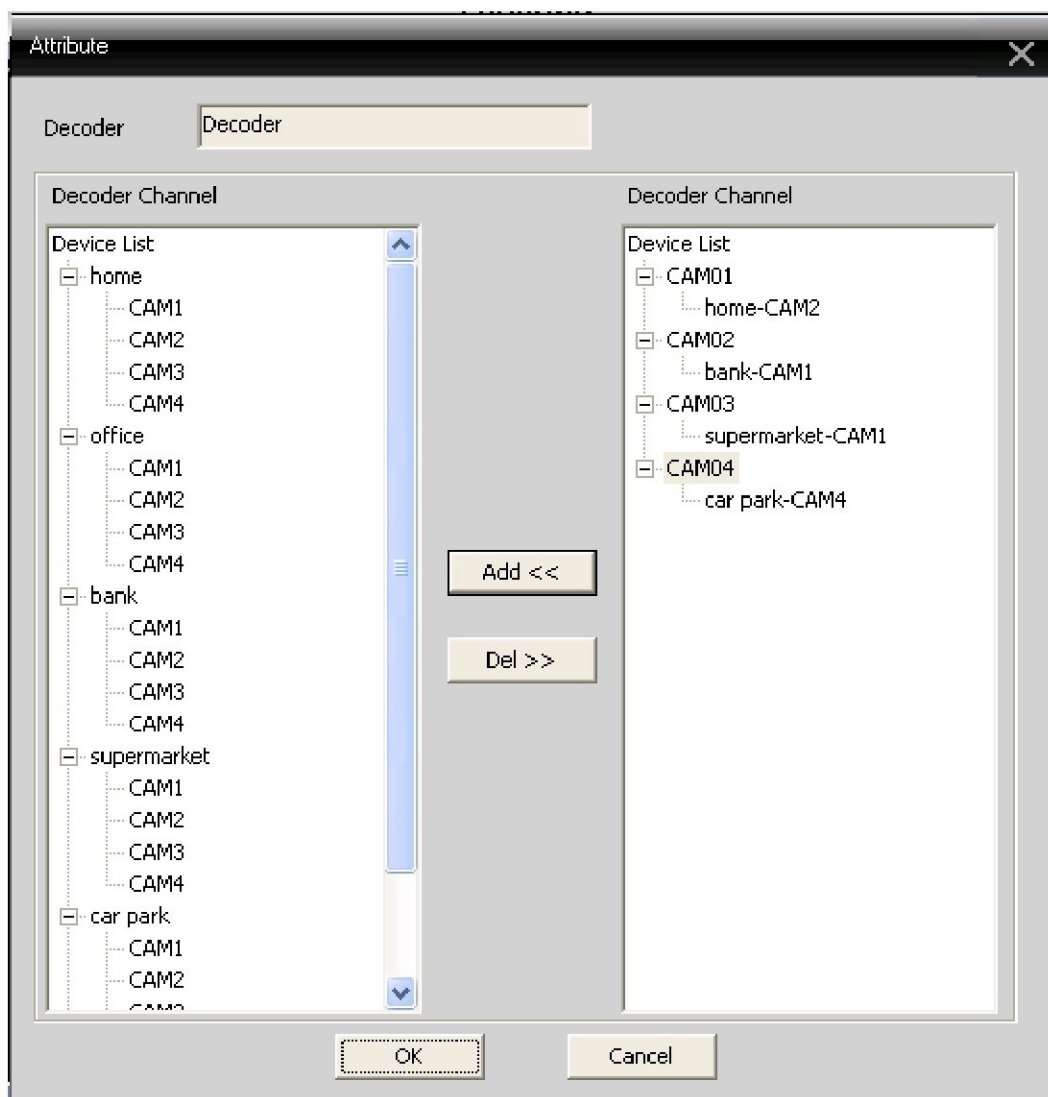 Attribute
Decoder
Decoder
Decoder Channel
Device List
home
CAM1
CAM2
CAM3
CAM4
office
CAM1
CAM2
CAM3
CAM4
bank
CAM1
CAM2
CAM3
CAM4
supermarket
CAM1
CAM2
CAM3
CAM4
car park
CAM1
CAM2
Add <<
Del >>
Decoder Channel
Device List
CAM01
home-CAM2
CAM02
bank-CAM1
CAM03
supermarket-CAM1
CAM04
car park-CAM4
OK
Cancel